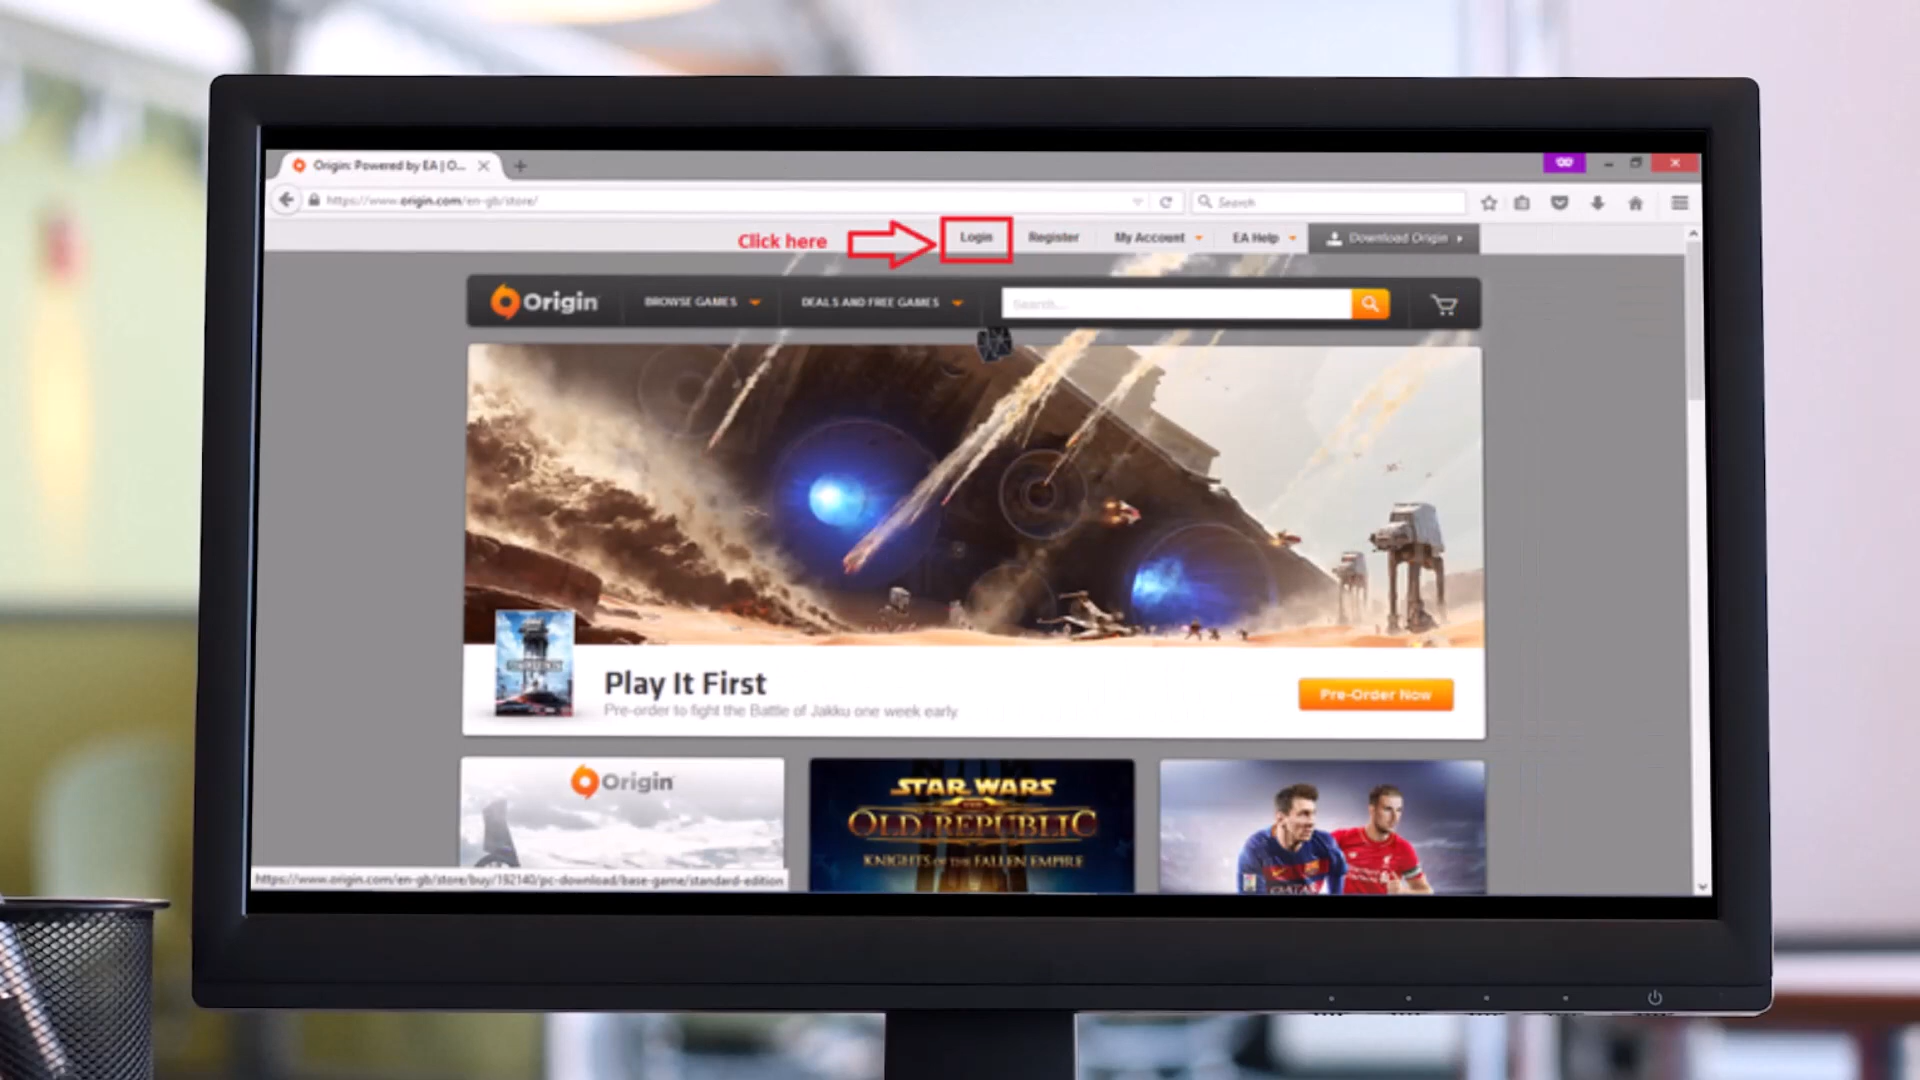 Origin: Powered by EA | O...
https://www.origin.com/en-gb/store/
Search
Click here
Login
Register
My Account
EA Help
Download Origin
Origin
BROWSE GAMES
DEALS AND FREE GAMES
Search...
Play It First
Pre-order to fight the Battle of Jakku one week early
Pre-Order Now
Origin
STAR WARS
THE
OLD REPUBLIC
KNIGHTS OF THE FALLEN EMPIRE
https://www.origin.com/en-gb/store/buy/192140/pc-download/base-game/standard-edition